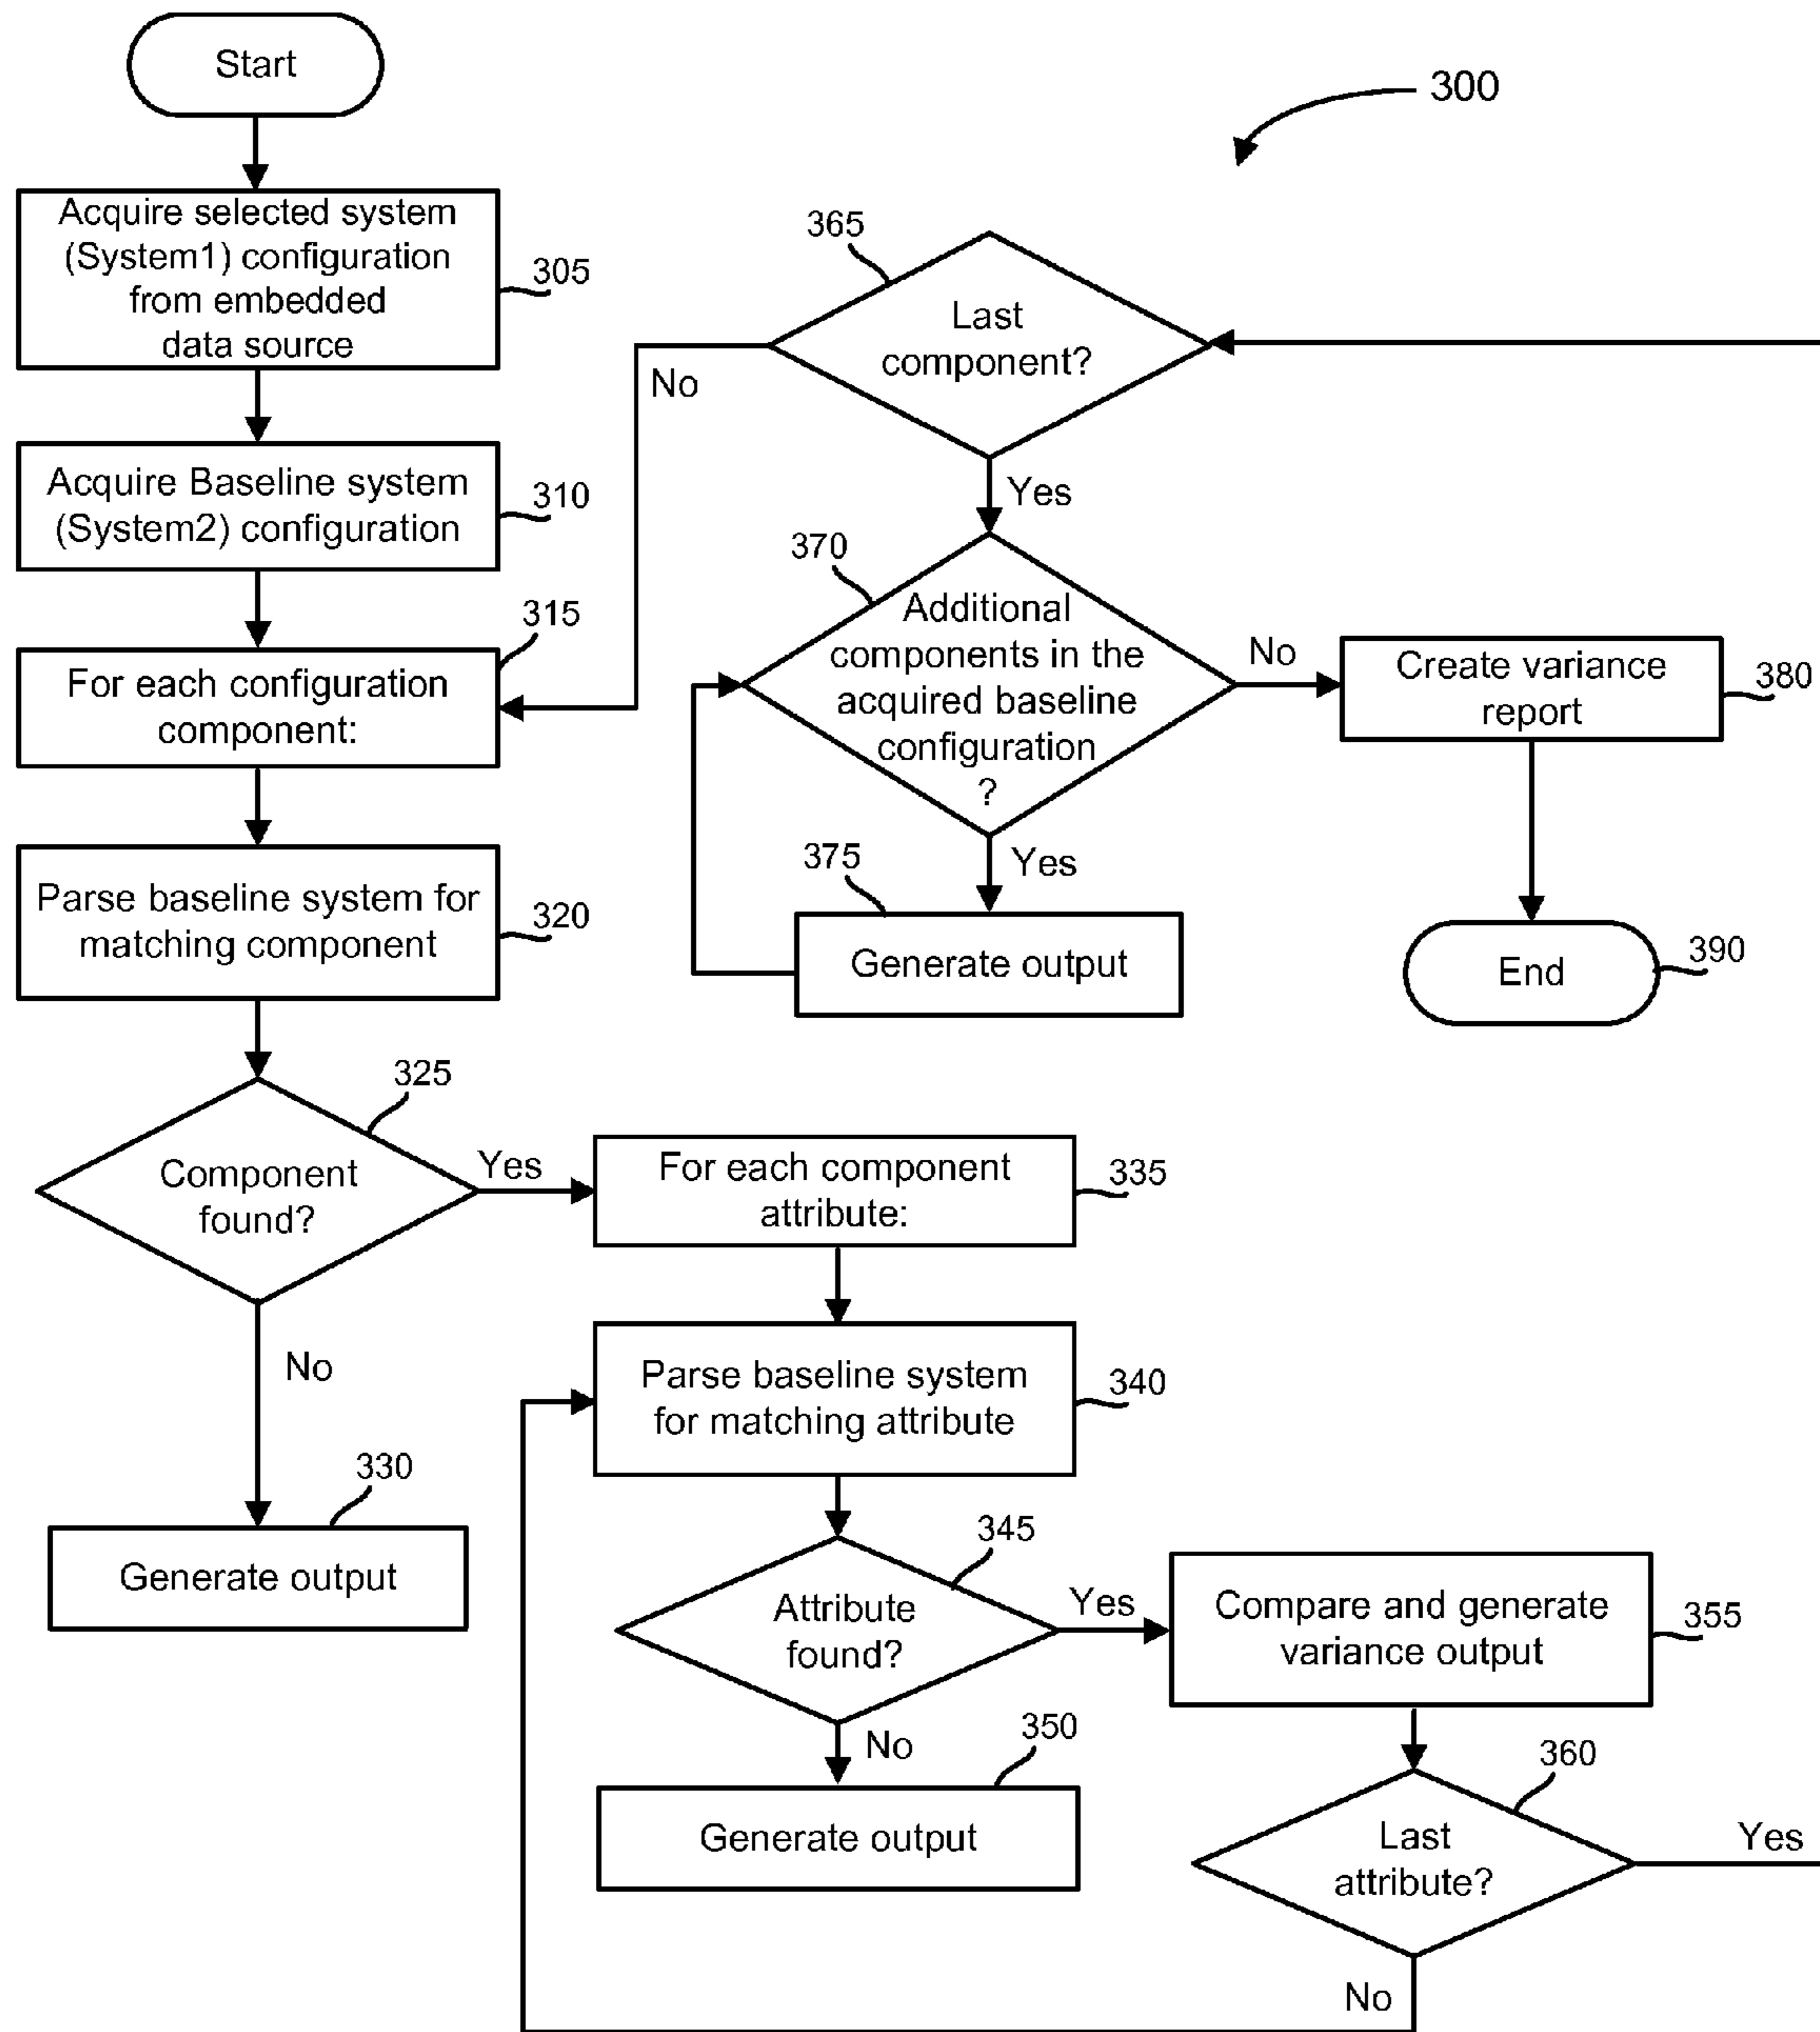 Start
300
Acquire selected system
(System1) configuration
from embedded
data source
305
Acquire Baseline system
(System2) configuration
310
315
For each configuration
component:
Parse baseline system for
matching component
320
325
Component
found?
Yes
No
330
Generate output
For each component
attribute:
335
Parse baseline system
for matching attribute
340
345
Attribute
found?
Yes
No
350
Generate output
Compare and generate
variance output
355
360
Last
attribute?
Yes
No
365
Last
component?
No
Yes
370
Additional
components in the
acquired baseline
configuration
?
No
Yes
375
Generate output
Create variance
report
380
End
390